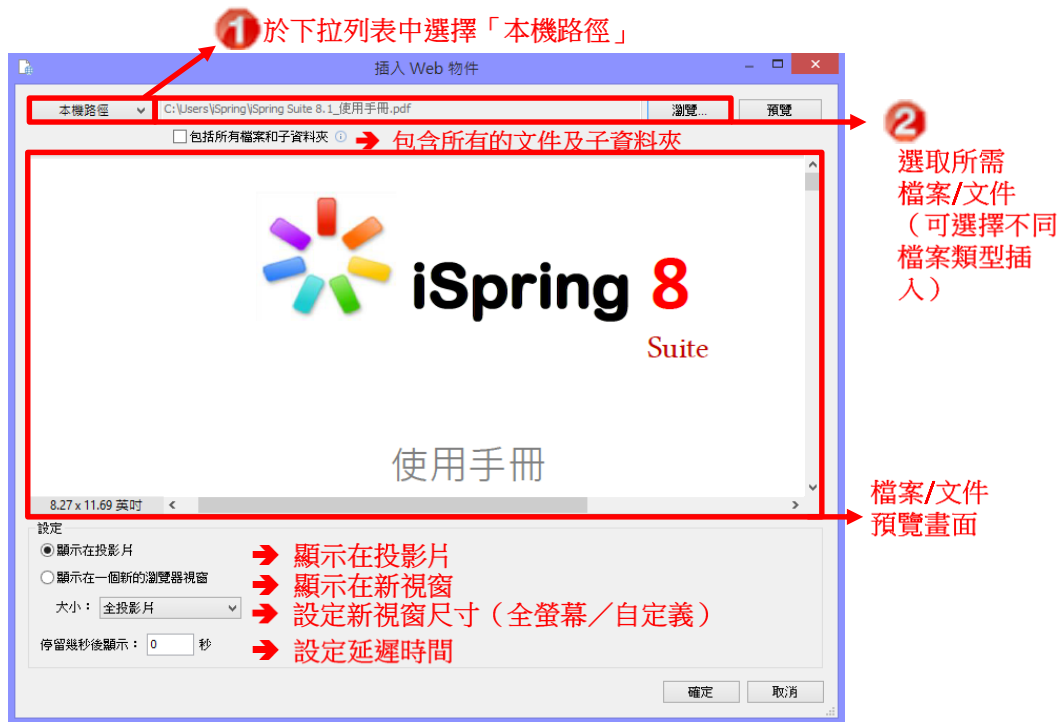 1 於下拉列表中選擇「本機路徑」
插入 Web 物件
本機路徑 C:\Users\iSpring\iSpring Suite 8.1_使用手冊.pdf 瀏覽... 預覽
包括所有檔案和子資料夾 ➔ 包含所有的文件及子資料夾
2
選取所需
檔案/文件
（可選擇不同
檔案類型插
入）
iSpring 8
Suite
使用手冊
8.27 x 11.69 英吋
檔案/文件
預覽畫面
設定
顯示在投影片 ➔ 顯示在投影片
顯示在一個新的瀏覽器視窗 ➔ 顯示在新視窗
大小： 全投影片 ➔ 設定新視窗尺寸（全螢幕／自定義）
停留幾秒後顯示： 0 秒 ➔ 設定延遲時間
確定 取消